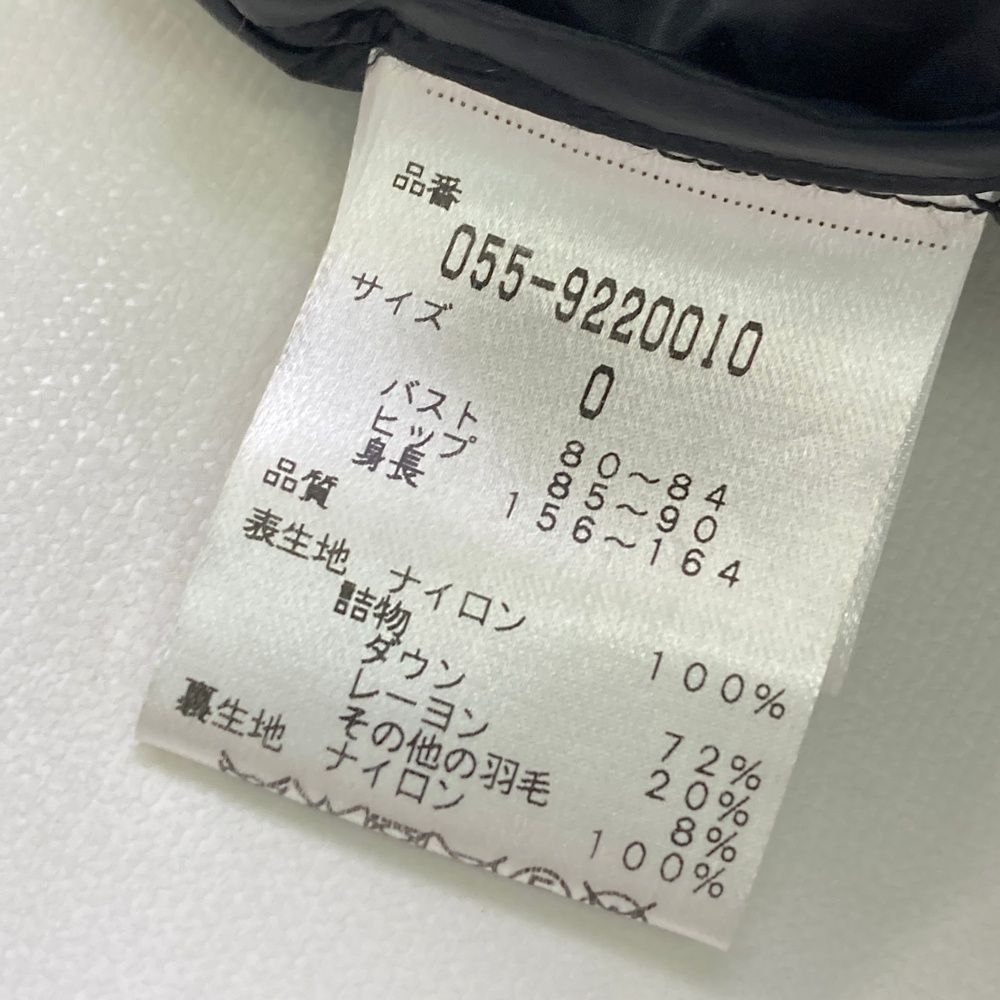 品番
055-9220010
サイズ
0
バスト 80～84
ヒップ 85～90
身長 156～164
品質
表生地 ナイロン 100%
詰物
ダウン 72%
レーヨン 20%
その他の羽毛 8%
裏生地 ナイロン 100%